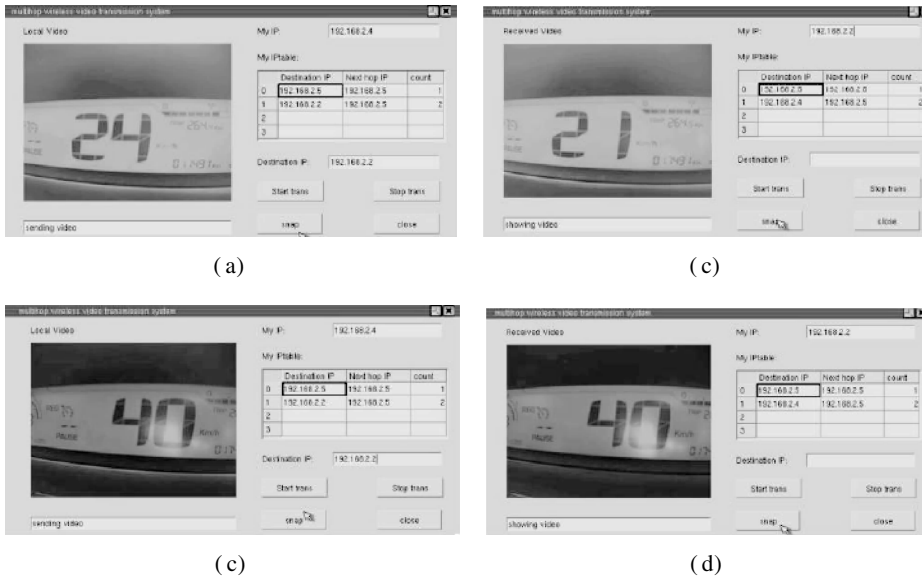 multihop wireless video transmission system
Local Video
My IP: 192.168.2.4
My IPtable:
Destination IP Next hop IP count
0 192.168.2.5 192.168.2.5 1
1 192.168.2.2 192.168.2.5 2
2
3
24
PAUSE
Destination IP: 192.168.2.2
Start trans Stop trans
snap close
sending video
(a)
multihop wireless video transmission system
Received Video
My IP: 192.168.2.2
My IPtable:
Destination IP Next hop IP count
0 192.168.2.5 192.168.2.5 1
1 192.168.2.4 192.168.2.5 2
2
3
21
PAUSE
Destination IP:
Start trans Stop trans
snap close
showing video
(c)
multihop wireless video transmission system
Local Video
My IP: 192.168.2.4
My IPtable:
Destination IP Next hop IP count
0 192.168.2.5 192.168.2.5 1
1 192.168.2.2 192.168.2.5 2
2
3
40
Km/h
PAUSE
Destination IP: 192.168.2.2
Start trans Stop trans
snap close
sending video
(c)
multihop wireless video transmission system
Received Video
My IP: 192.168.2.2
My IPtable:
Destination IP Next hop IP count
0 192.168.2.5 192.168.2.5 1
1 192.168.2.4 192.168.2.5 2
2
3
40
Km/h
PAUSE
Destination IP:
Start trans Stop trans
snap close
showing video
(d)